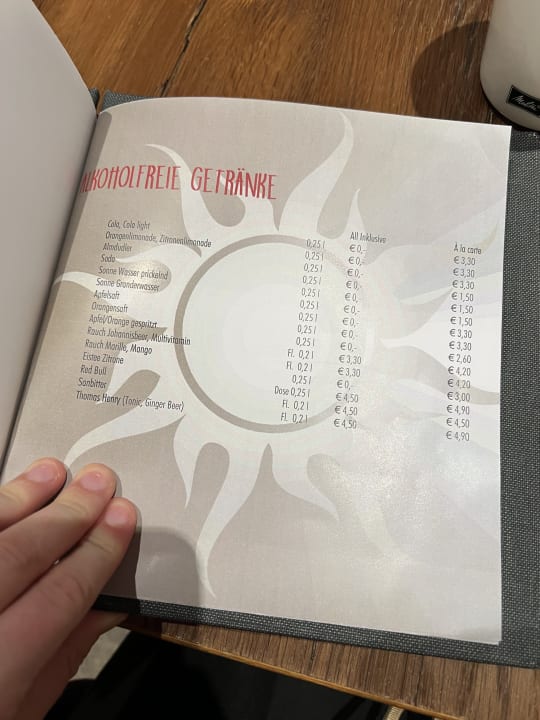 ALKOHOLFREIE GETRÄNKE
All Inklusive À la carte
Cola, Cola light 0,25 l € 0,- € 3,30
Orangenlimonade, Zitronenlimonade 0,25 l € 0,- € 3,30
Almdudler 0,25 l € 0,- € 3,30
Soda 0,25 l € 0,- € 1,50
Sonne Wasser prickelnd 0,25 l € 0,- € 1,50
Sonne Granderwasser 0,25 l € 0,- € 1,50
Apfelsaft 0,25 l € 0,- € 3,30
Orangensaft 0,25 l € 0,- € 3,30
Apfel/Orange gespritzt 0,25 l € 0,- € 2,60
Rauch Johannisbeer, Multivitamin Fl. 0,2 l € 3,30 € 4,20
Rauch Marille, Mango Fl. 0,2 l € 3,30 € 4,20
Eistee Zitrone 0,25 l € 0,- € 3,00
Red Bull Dose 0,25 l € 4,50 € 4,90
Sanbitter Fl. 0,2 l € 4,50 € 4,50
Thomas Henry (Tonic, Ginger Beer) Fl. 0,2 l € 4,50 € 4,90